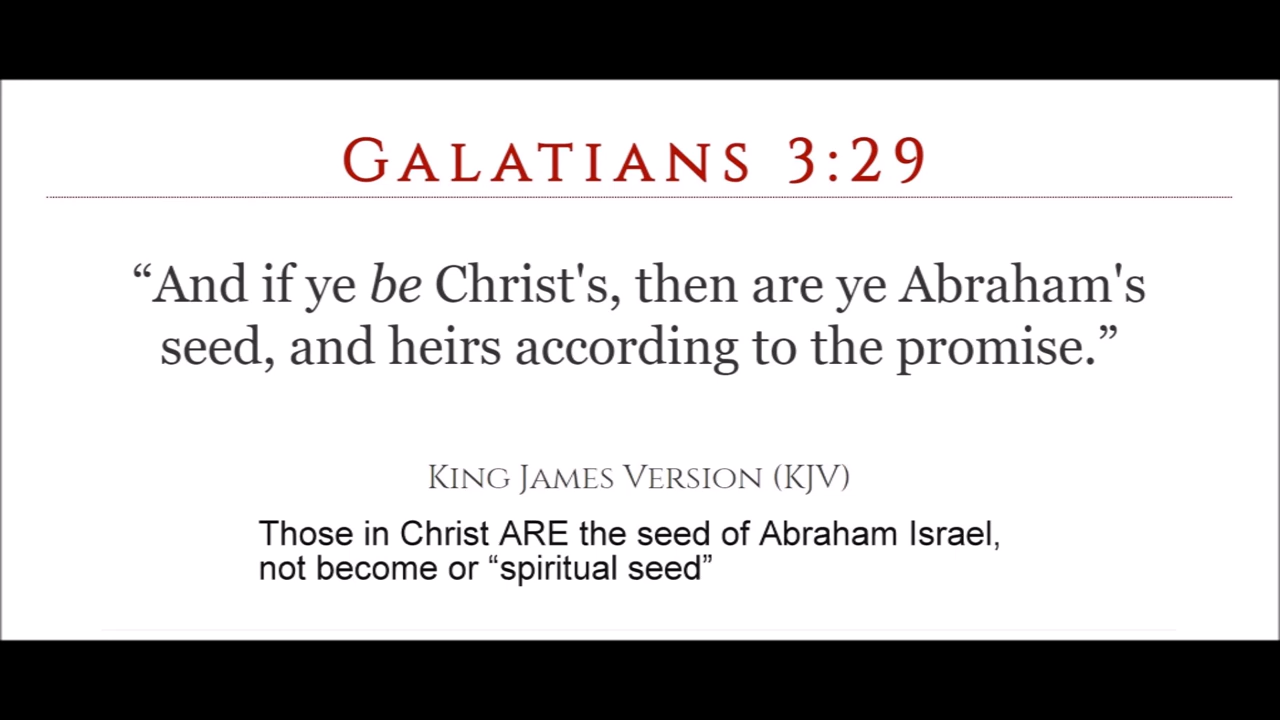 GALATIANS 3:29
“And if ye be Christ's, then are ye Abraham's
seed, and heirs according to the promise.”
KING JAMES VERSION (KJV)
Those in Christ ARE the seed of Abraham Israel,
not become or “spiritual seed”